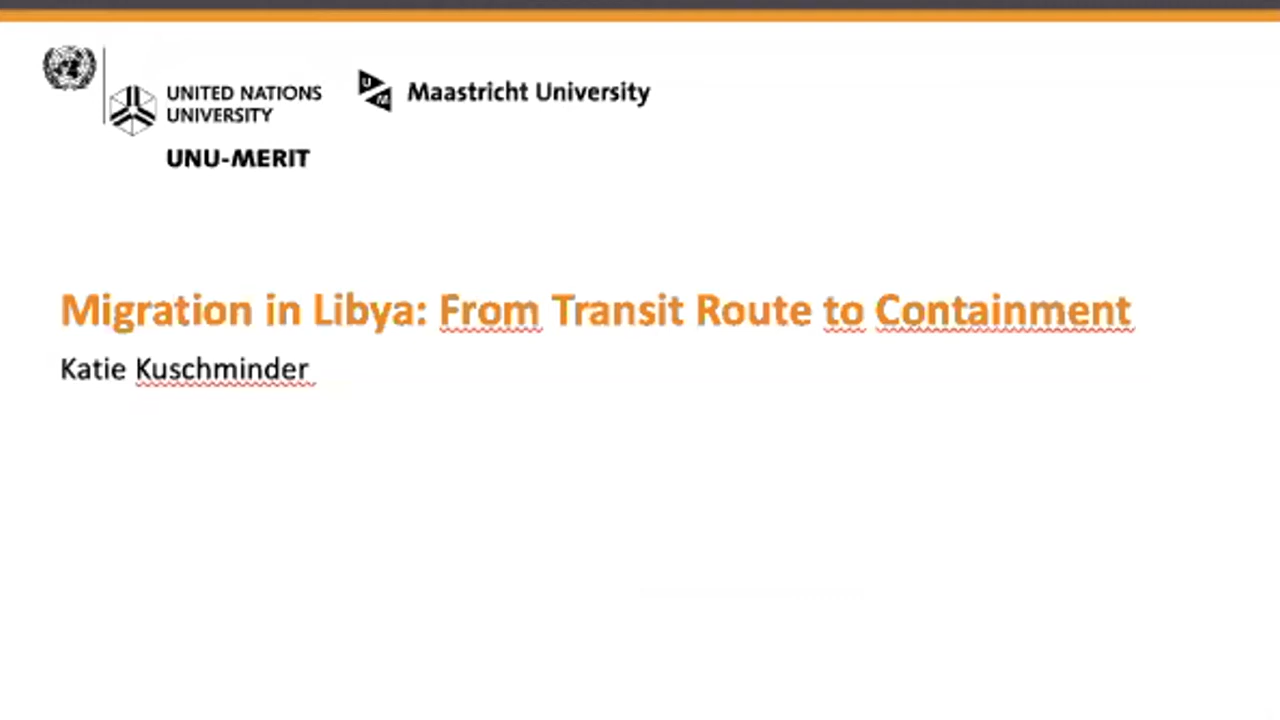 UNITED NATIONS
UNIVERSITY
UNU-MERIT
U
M
Maastricht University
Migration in Libya: From Transit Route to Containment
Katie Kuschminder